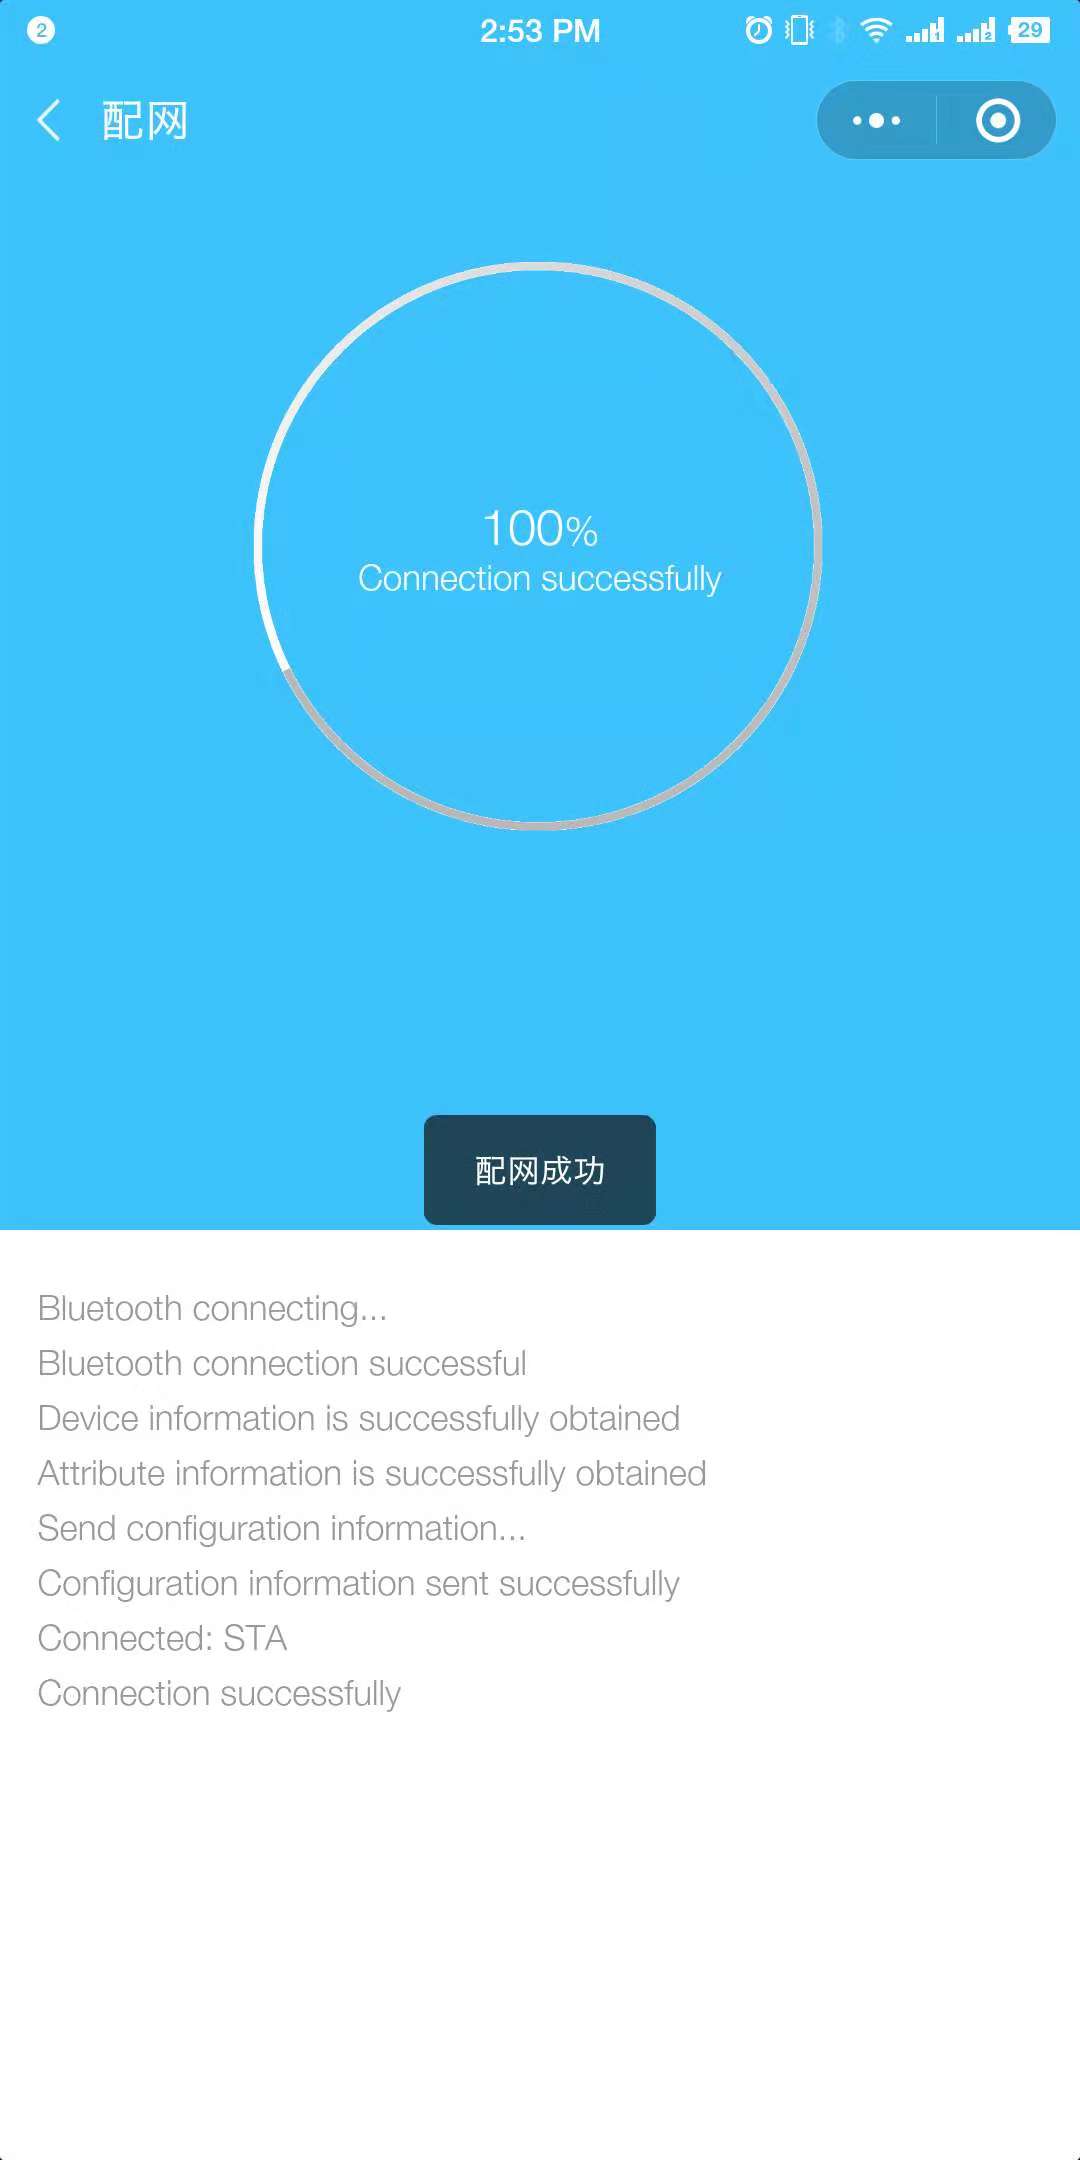 2
2:53 PM
1
2
29
配网
100%
Connection successfully
配网成功
Bluetooth connecting...
Bluetooth connection successful
Device information is successfully obtained
Attribute information is successfully obtained
Send configuration information...
Configuration information sent successfully
Connected: STA
Connection successfully